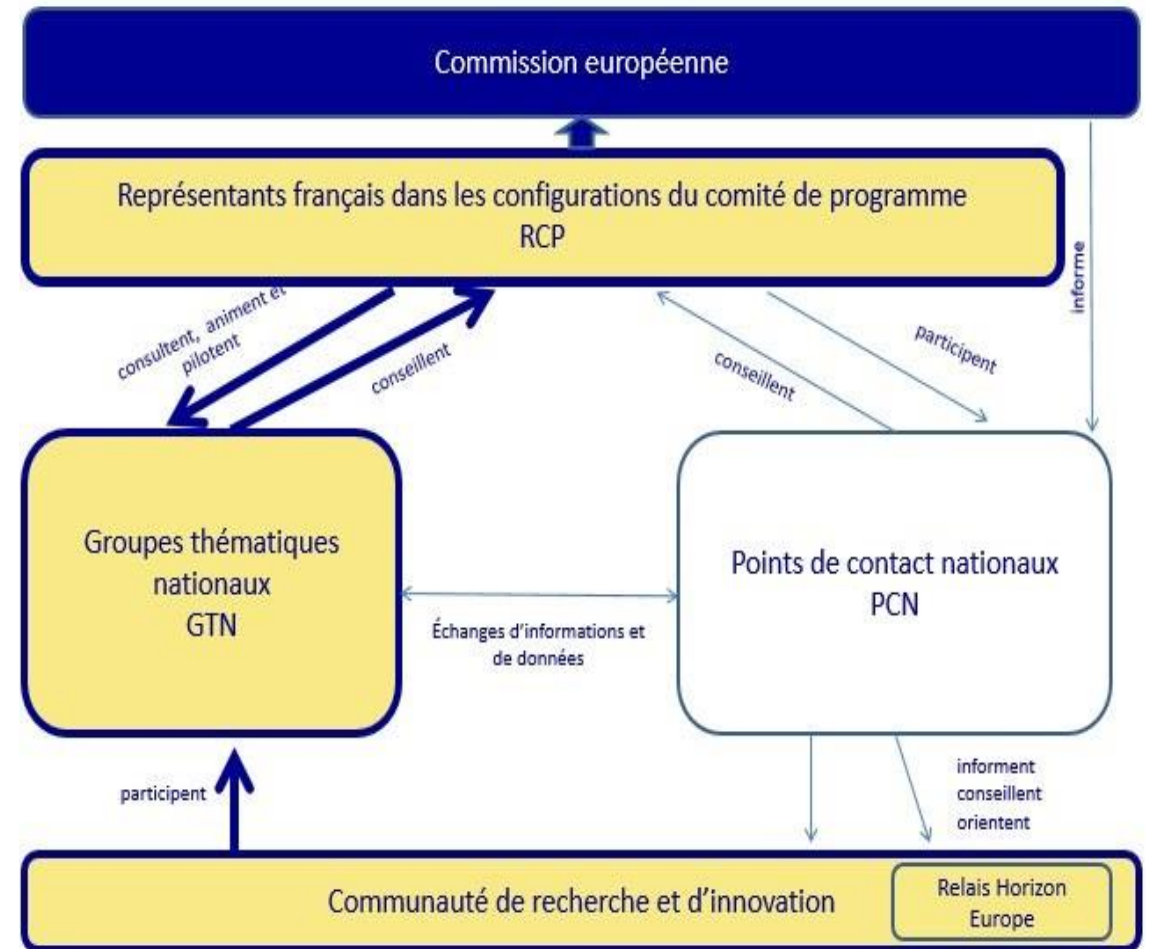 Commission européenne
Représentants français dans les configurations du comité de programme
RCP
informe
consultent, animent et
pilotent
conseillent
conseillent
participent
Groupes thématiques
nationaux
GTN
Échanges d'informations et
de données
Points de contact nationaux
PCN
participent
informent
conseillent
orientent
Communauté de recherche et d'innovation
Relais Horizon
Europe